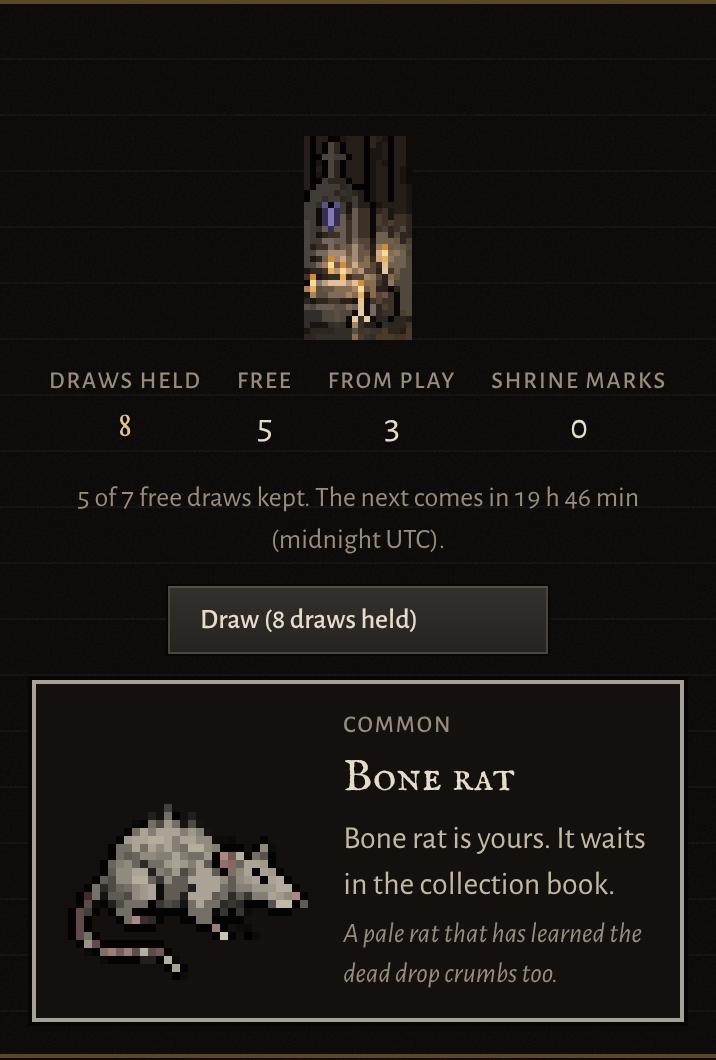 DRAWS HELD FREE FROM PLAY SHRINE MARKS
8 5 3 0
5 of 7 free draws kept. The next comes in 19 h 46 min
(midnight UTC).
Draw (8 draws held)
COMMON
Bone rat
Bone rat is yours. It waits
in the collection book.
A pale rat that has learned the
dead drop crumbs too.